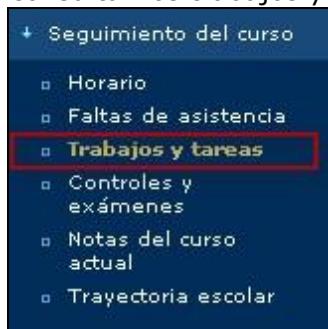 Seguimiento del curso
Horario
Faltas de asistencia
Trabajos y tareas
Controles y
exámenes
Notas del curso
actual
Trayectoria escolar